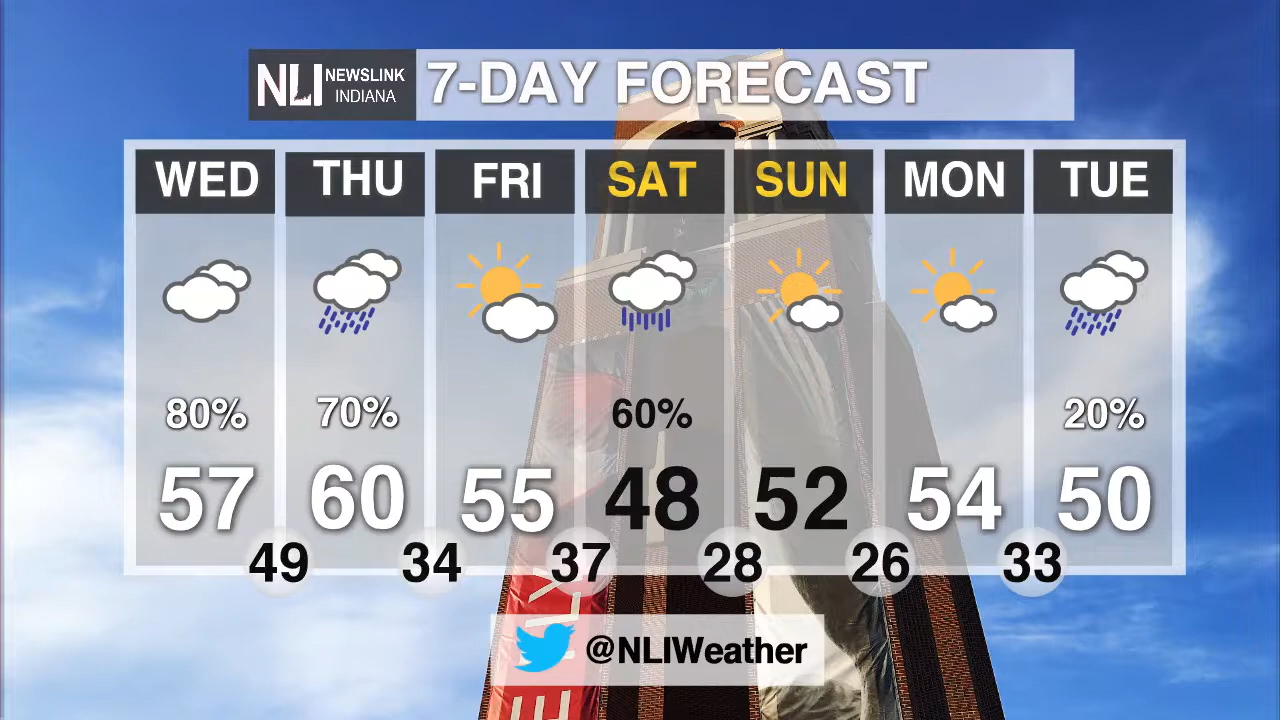 NLI NEWSLINK INDIANA 7-DAY FORECAST
WED THU FRI SAT SUN MON TUE
80% 70% 60% 20%
57 60 55 48 52 54 50
49 34 37 28 26 33
@NLIWeather